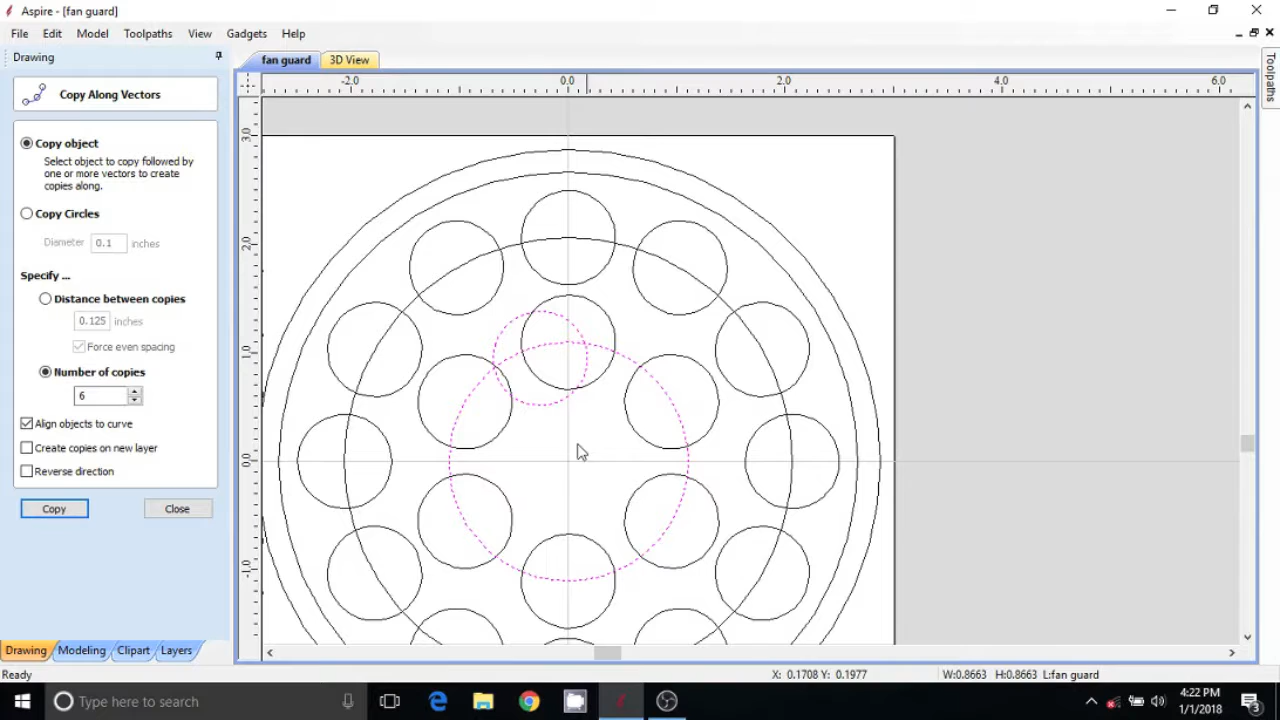 Aspire - [fan guard]
File Edit Model Toolpaths View Gadgets Help
Drawing
fan guard 3D View
Toolpaths
Copy Along Vectors
-2.0 0.0 2.0 4.0 6.0
3.0
2.0
1.0
0.0
-1.0
Copy object
Select object to copy followed by
one or more vectors to create
copies along.
Copy Circles
Diameter 0.1 inches
Specify ...
Distance between copies
0.125 inches
Force even spacing
Number of copies
6
Align objects to curve
Create copies on new layer
Reverse direction
Copy Close
Drawing Modeling Clipart Layers
Ready X: 0.1708 Y: 0.1977 W:0.8663 H:0.8663 L:fan guard
Type here to search
4:22 PM
1/1/2018
3